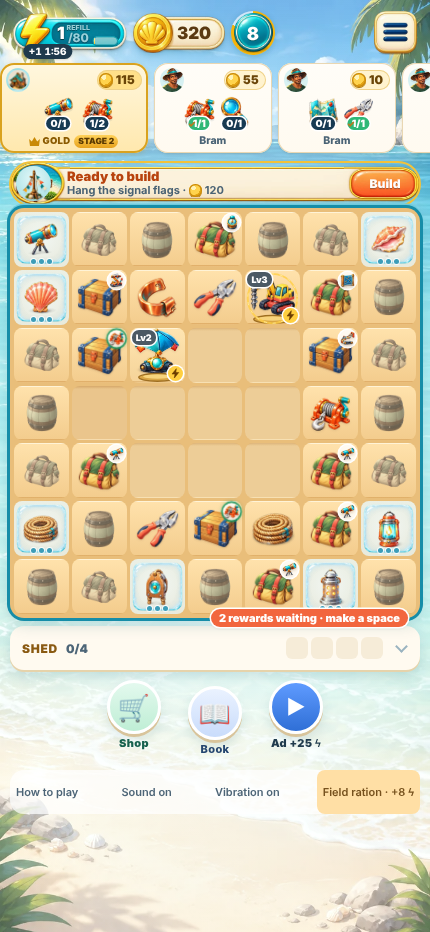 1 REFILL /80
+1 1:56
320
8
115
0/1 1/2
GOLD STAGE 2
55
1/1 0/1
Bram
10
0/1 1/1
Bram
Ready to build
Hang the signal flags · 120
Build
Lv3
Lv2
2 rewards waiting · make a space
SHED 0/4
Shop
Book
Ad +25 ϟ
How to play
Sound on
Vibration on
Field ration · +8 ϟ